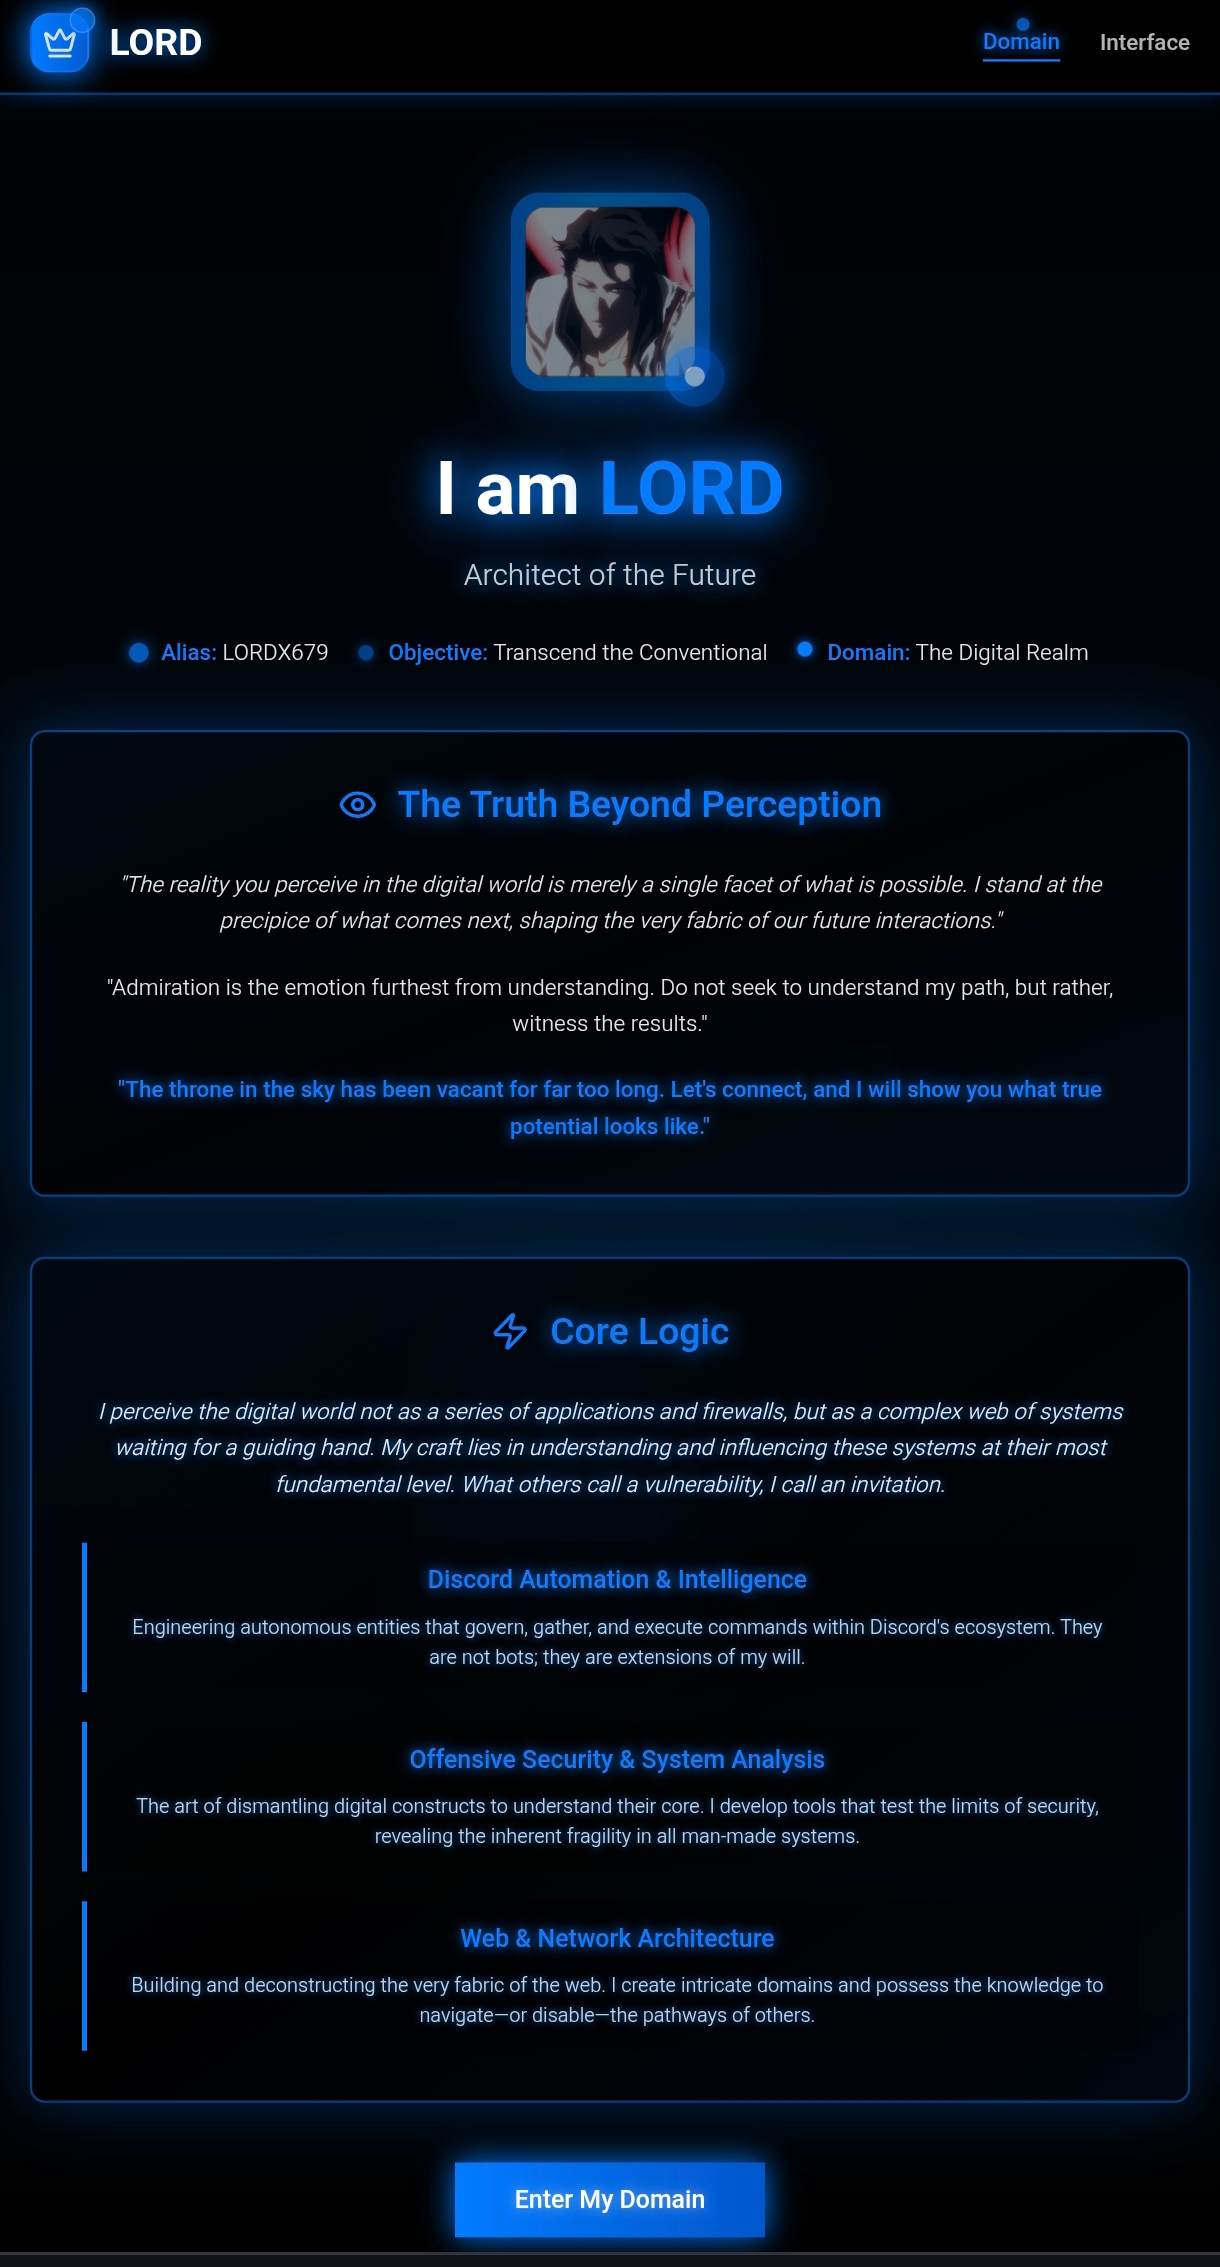 LORD
Domain
Interface
I am LORD
Architect of the Future
Alias: LORDX679 Objective: Transcend the Conventional Domain: The Digital Realm
The Truth Beyond Perception
"The reality you perceive in the digital world is merely a single facet of what is possible. I stand at the
precipice of what comes next, shaping the very fabric of our future interactions."
"Admiration is the emotion furthest from understanding. Do not seek to understand my path, but rather,
witness the results."
"The throne in the sky has been vacant for far too long. Let's connect, and I will show you what true
potential looks like."
Core Logic
I perceive the digital world not as a series of applications and firewalls, but as a complex web of systems
waiting for a guiding hand. My craft lies in understanding and influencing these systems at their most
fundamental level. What others call a vulnerability, I call an invitation.
Discord Automation & Intelligence
Engineering autonomous entities that govern, gather, and execute commands within Discord's ecosystem. They
are not bots; they are extensions of my will.
Offensive Security & System Analysis
The art of dismantling digital constructs to understand their core. I develop tools that test the limits of security,
revealing the inherent fragility in all man-made systems.
Web & Network Architecture
Building and deconstructing the very fabric of the web. I create intricate domains and possess the knowledge to
navigate—or disable—the pathways of others.
Enter My Domain